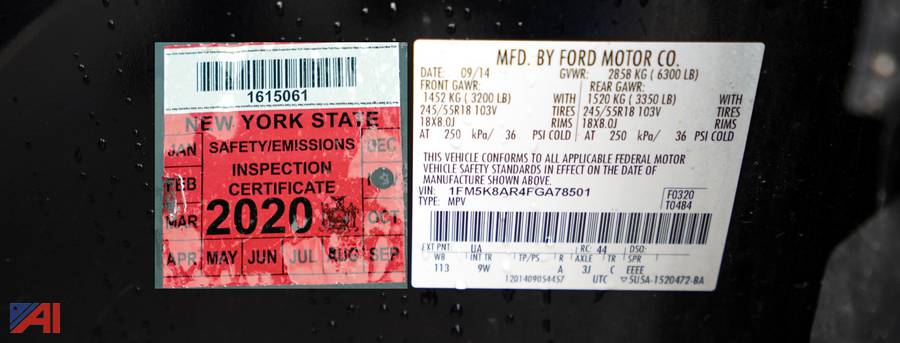 1615061
NEW YORK STATE
JAN SAFETY/EMISSIONS DEC
INSPECTION
FEB CERTIFICATE
MAR 2020 OCT
APR MAY JUN JUL AUG SEP
MFD. BY FORD MOTOR CO.
DATE: 09/14 GVWR: 2858 KG (6300 LB)
FRONT GAWR: REAR GAWR:
1452 KG (3200 LB) WITH 1520 KG (3350 LB) WITH
245/55R18 103V TIRES 245/55R18 103V TIRES
18X8.0J RIMS 18X8.0J RIMS
AT 250 kPa/ 36 PSI COLD AT 250 kPa/ 36 PSI COLD
THIS VEHICLE CONFORMS TO ALL APPLICABLE FEDERAL MOTOR
VEHICLE SAFETY STANDARDS IN EFFECT ON THE DATE OF
MANUFACTURE SHOWN ABOVE.
VIN: 1FM5K8AR4FGA78501 F0320
TYPE: MPV T0484
EXT PNT: UA RC: 44 DSO:
WB INT TR TP/PS R AXLE TR C
113 9W A 3J C EEEE
1201409054457 UTC 5U5A-1520472-BA
AI